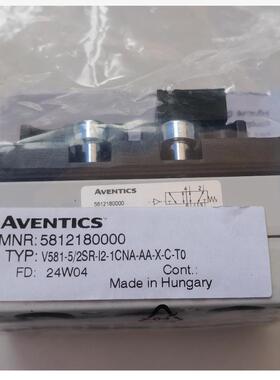 AVENTICS
5812180000
AVENTICS
MNR: 5812180000
TYP: V581-5/2SR-I2-1CNA-AA-X-C-T0
FD: 24W04 Cont.:
Made in Hungary